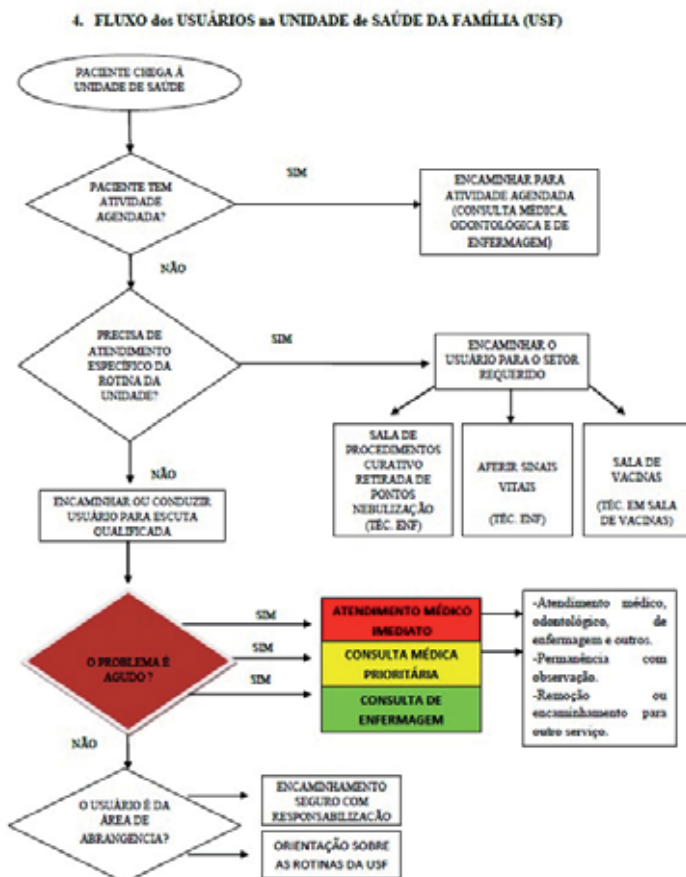 4. FLUXO dos USUÁRIOS na UNIDADE de SAÚDE DA FAMÍLIA (USF)
PACIENTE CHEGA À
UNIDADE DE SAÚDE
PACIENTE TEM
ATIVIDADE
AGENDADA?
SIM
ENCAMINHAR PARA
ATIVIDADE AGENDADA
(CONSULTA MÉDICA,
ODONTOLÓGICA E DE
ENFERMAGEM)
NÃO
PRECISA DE
ATENDIMENTO
ESPECÍFICO DA
ROTINA DA
UNIDADE?
SIM
ENCAMINHAR O
USUÁRIO PARA O SETOR
REQUERIDO
SALA DE
PROCEDIMENTOS
CURATIVO
RETIRADA DE
PONTOS
NEBULIZAÇÃO
(TÉC. ENF)
AFERIR SINAIS
VITAIS
(TÉC. ENF)
SALA DE
VACINAS
(TÉC. EM SALA
DE VACINAS)
NÃO
ENCAMINHAR OU CONDUZIR
USUÁRIO PARA ESCUTA
QUALIFICADA
O PROBLEMA É
AGUDO ?
SIM
SIM
SIM
ATENDIMENTO MÉDICO
IMEDIATO
CONSULTA MÉDICA
PRIORITÁRIA
CONSULTA DE
ENFERMAGEM
-Atendimento médico,
odontológico, de
enfermagem e outros.
-Permanência com
observação.
-Remoção ou
encaminhamento para
outro serviço.
NÃO
O USUÁRIO É DA
ÁREA DE
ABRANGENCIA?
ENCAMINHAMENTO
SEGURO COM
RESPONSABILIZAÇÃO
ORIENTAÇÃO SOBRE
AS ROTINAS DA USF